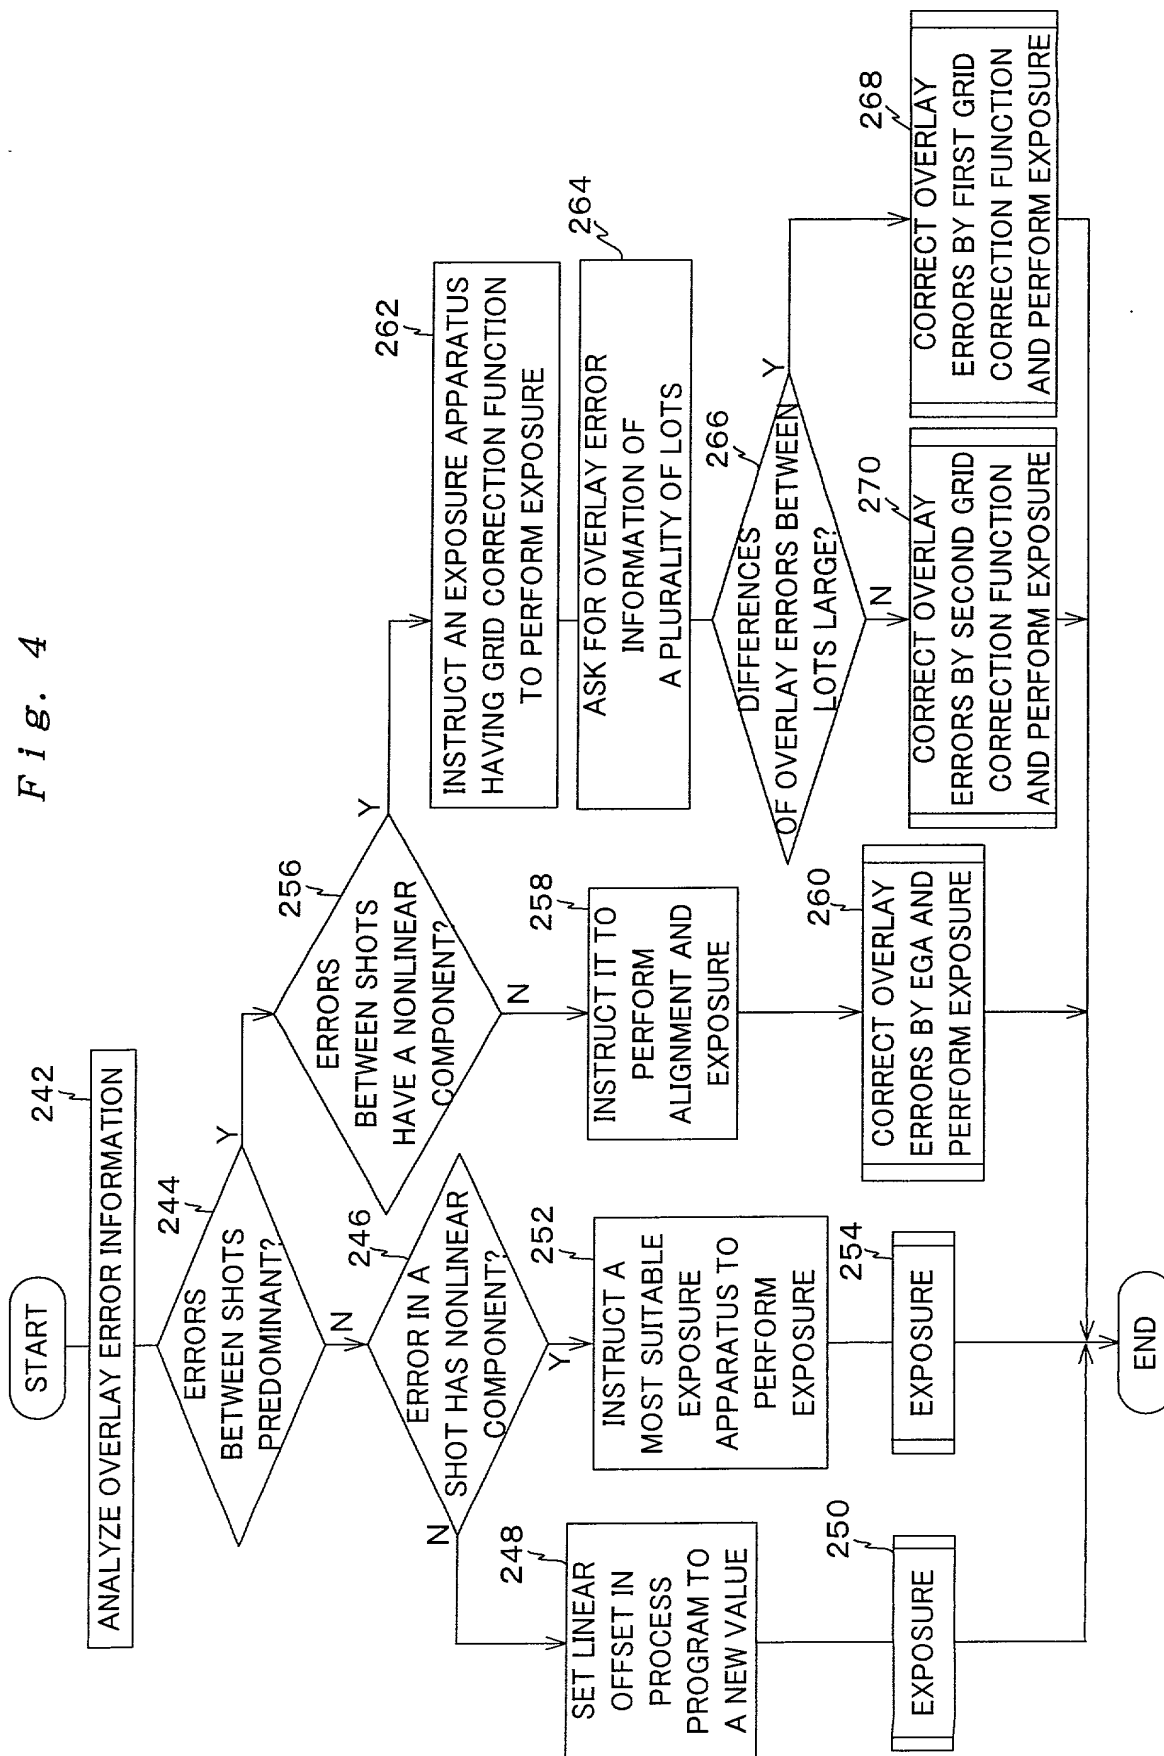 Fig. 4
START
242
ANALYZE OVERLAY ERROR INFORMATION
244
ERRORS
BETWEEN SHOTS
PREDOMINANT?
Y
N
246
ERROR IN A
SHOT HAS NONLINEAR
COMPONENT?
N
Y
248
SET LINEAR
OFFSET IN
PROCESS
PROGRAM TO
A NEW VALUE
250
EXPOSURE
252
INSTRUCT A
MOST SUITABLE
EXPOSURE
APPARATUS TO
PERFORM
EXPOSURE
254
EXPOSURE
256
ERRORS
BETWEEN SHOTS
HAVE A NONLINEAR
COMPONENT?
Y
N
258
INSTRUCT IT TO
PERFORM
ALIGNMENT AND
EXPOSURE
260
CORRECT OVERLAY
ERRORS BY EGA AND
PERFORM EXPOSURE
262
INSTRUCT AN EXPOSURE APPARATUS
HAVING GRID CORRECTION FUNCTION
TO PERFORM EXPOSURE
264
ASK FOR OVERLAY ERROR
INFORMATION OF
A PLURALITY OF LOTS
266
DIFFERENCES
OF OVERLAY ERRORS BETWEEN
LOTS LARGE?
Y
N
270
CORRECT OVERLAY
ERRORS BY SECOND GRID
CORRECTION FUNCTION
AND PERFORM EXPOSURE
268
CORRECT OVERLAY
ERRORS BY FIRST GRID
CORRECTION FUNCTION
AND PERFORM EXPOSURE
END